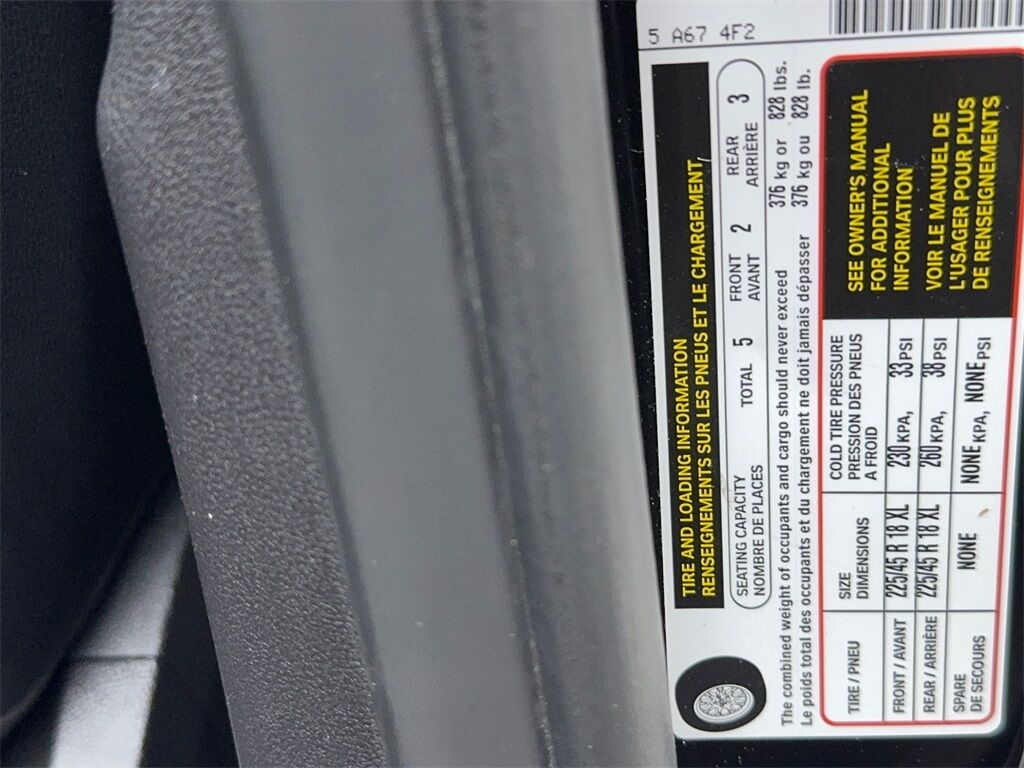 5 A67 4F2
TIRE AND LOADING INFORMATION
RENSEIGNEMENTS SUR LES PNEUS ET LE CHARGEMENT
SEATING CAPACITY
NOMBRE DE PLACES
TOTAL 5
FRONT
AVANT 2
REAR
ARRIÈRE 3
The combined weight of occupants and cargo should never exceed 376 kg or 828 lbs.
Le poids total des occupants et du chargement ne doit jamais dépasser 376 kg ou 828 lb.
TIRE / PNEU
SIZE
DIMENSIONS
COLD TIRE PRESSURE
PRESSION DES PNEUS
A FROID
FRONT / AVANT 225/45 R 18 XL 230 KPA, 33 PSI
REAR / ARRIÈRE 225/45 R 18 XL 260 KPA, 38 PSI
SPARE
DE SECOURS NONE NONE KPA, NONE PSI
SEE OWNER'S MANUAL
FOR ADDITIONAL
INFORMATION
VOIR LE MANUEL DE
L'USAGER POUR PLUS
DE RENSEIGNEMENTS